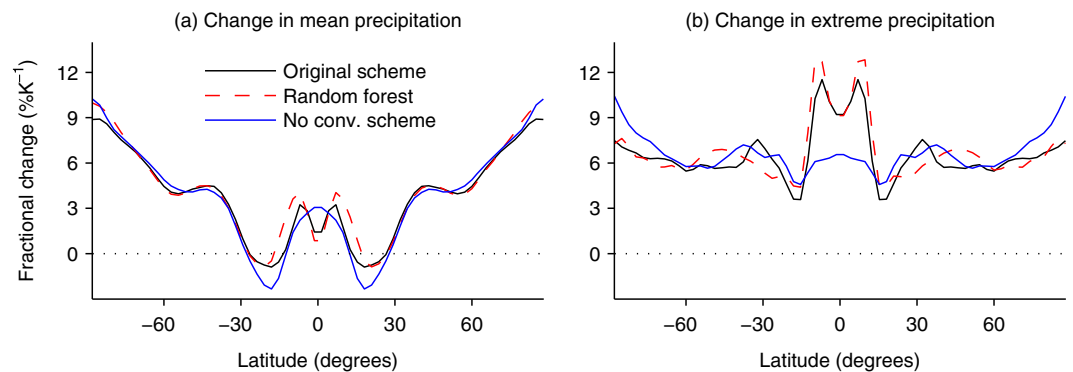 (a) Change in mean precipitation
(b) Change in extreme precipitation
Original scheme
Random forest
No conv. scheme
Fractional change (%K−1)
12
9
6
3
0
−60
−30
0
30
60
Latitude (degrees)
12
9
6
3
0
−60
−30
0
30
60
Latitude (degrees)